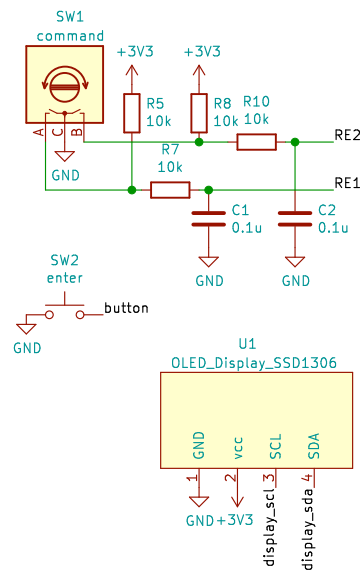 SW1
command
+3V3
+3V3
R5
10k
R8
10k
R10
10k
A
C
B
RE2
GND
R7
10k
RE1
C1
0.1u
C2
0.1u
GND
GND
SW2
enter
button
GND
U1
OLED_Display_SSD1306
GND
vcc
SCL
SDA
1
2
3
4
GND
+3V3
display_scl
display_sda